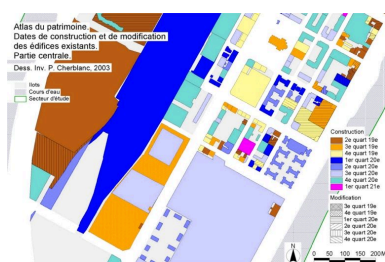 Atlas du patrimoine.
Dates de construction et de modification
des édifices existants.
Partie centrale.
Dess. Inv. P. Cherblanc, 2003
Ilots
Cours d'eau
Secteur d'étude
Construction
2e quart 19e
3e quart 19e
4e quart 19e
1er quart 20e
2e quart 20e
3e quart 20e
4e quart 20e
1er quart 21e
Modification
3e quart 19e
4e quart 19e
1er quart 20e
2e quart 20e
3e quart 20e
4e quart 20e
N
0 50 100 150 200M